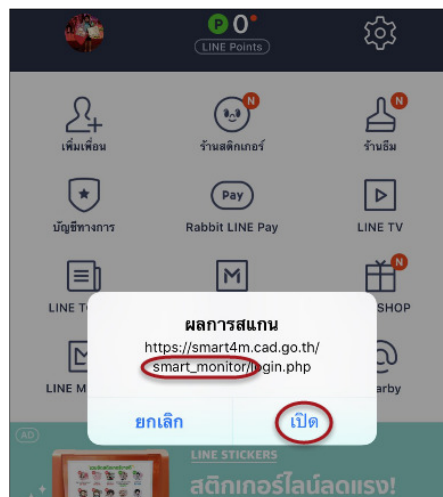 P 0
LINE Points
N
N
เพิ่มเพื่อน
ร้านสติกเกอร์
ร้านธีม
Pay
บัญชีทางการ
Rabbit LINE Pay
LINE TV
M
N
LINE
SHOP
ผลการสแกน
https://smart4m.cad.go.th/
smart_monitor/login.php
LINE M
arby
ยกเลิก
เปิด
AD
LINE STICKERS
สติกเกอร์ไลน์ลดแรง!